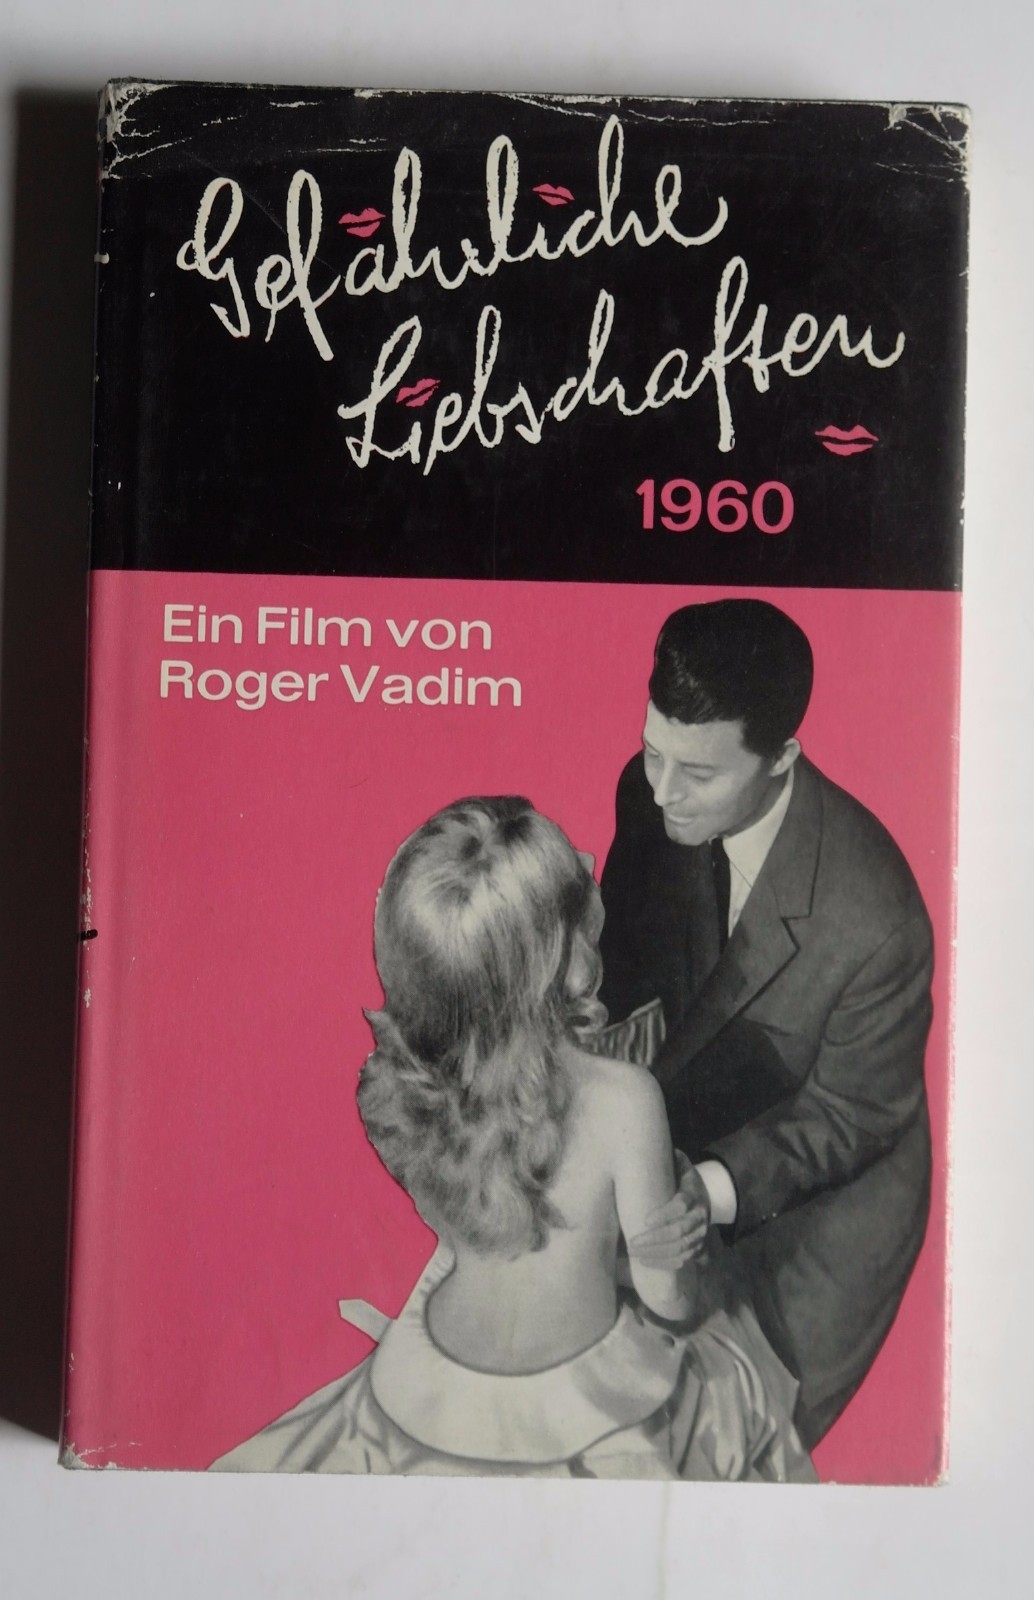 Gefährliche
Liebschaften
1960
Ein Film von
Roger Vadim